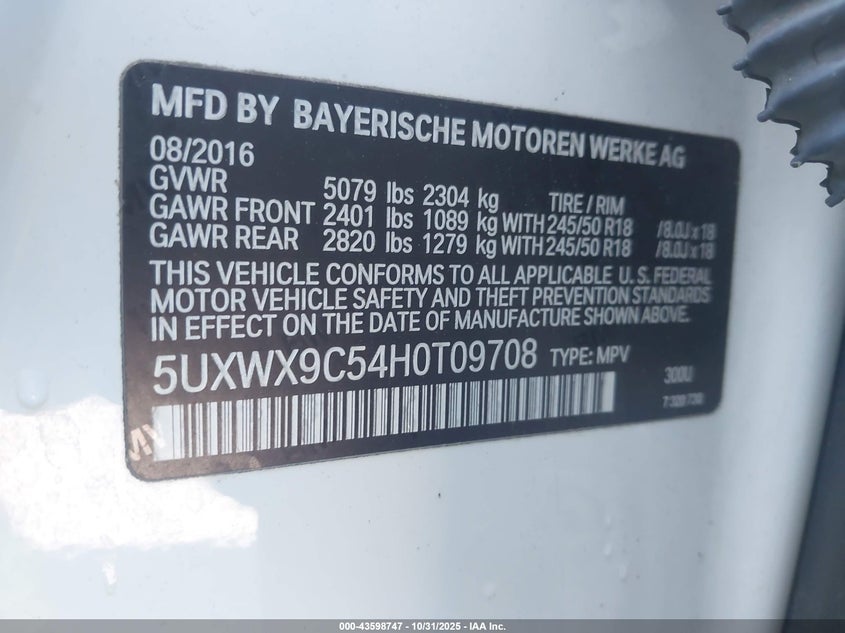 MFD BY BAYERISCHE MOTOREN WERKE AG
08/2016
GVWR 5079 lbs 2304 kg TIRE / RIM
GAWR FRONT 2401 lbs 1089 kg WITH 245/50 R18 / 8.0J x 18
GAWR REAR 2820 lbs 1279 kg WITH 245/50 R18 / 8.0J x 18
THIS VEHICLE CONFORMS TO ALL APPLICABLE U.S. FEDERAL
MOTOR VEHICLE SAFETY AND THEFT PREVENTION STANDARDS
IN EFFECT ON THE DATE OF MANUFACTURE SHOWN ABOVE.
5UXWX9C54H0T09708 TYPE: MPV
300U
000-43598747 - 10/31/2025 - IAA Inc.